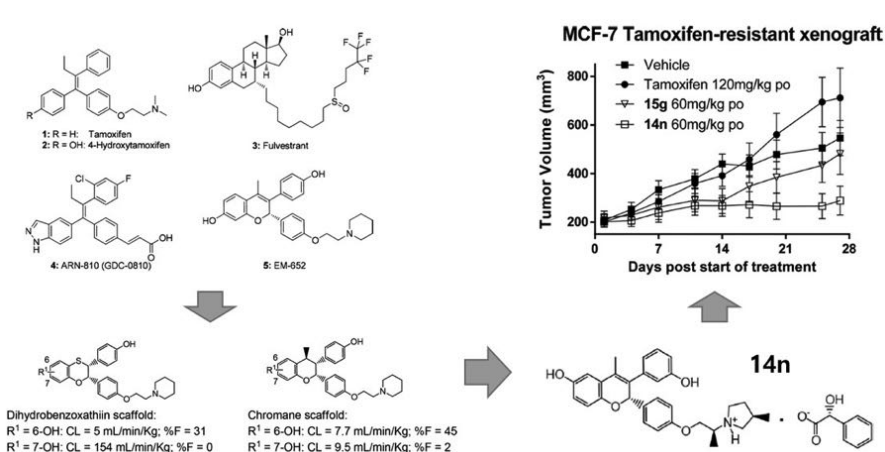 1: R = H: Tamoxifen
2: R = OH: 4-Hydroxytamoxifen
3: Fulvestrant
4: ARN-810 (GDC-0810)
5: EM-652
MCF-7 Tamoxifen-resistant xenograft
Vehicle
Tamoxifen 120mg/kg po
15g 60mg/kg po
14n 60mg/kg po
Tumor Volume (mm³)
800
600
400
200
0 7 14 21 28
Days post start of treatment
Dihydrobenzoxathiin scaffold:
R¹ = 6-OH: CL = 5 mL/min/Kg; %F = 31
R¹ = 7-OH: CL = 154 mL/min/Kg; %F = 0
Chromane scaffold:
R¹ = 6-OH: CL = 7.7 mL/min/Kg; %F = 45
R¹ = 7-OH: CL = 9.5 mL/min/Kg; %F = 2
14n